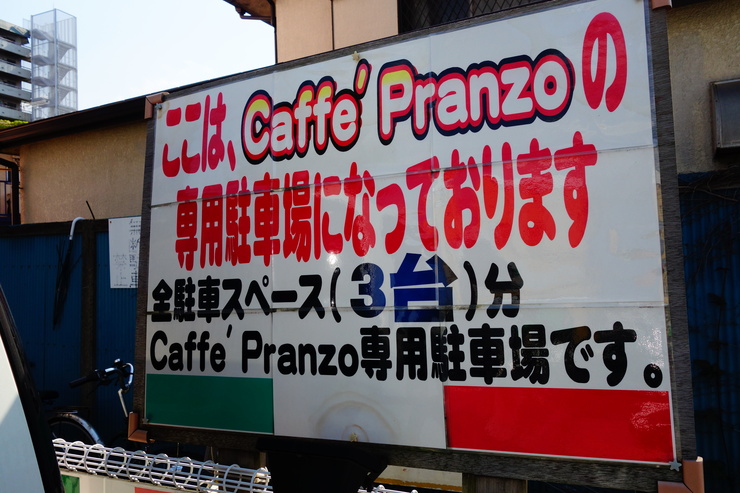 ここは、Caffe' Pranzoの
専用駐車場になっております
全駐車スペース(3台)分
Caffe' Pranzo専用駐車場です。